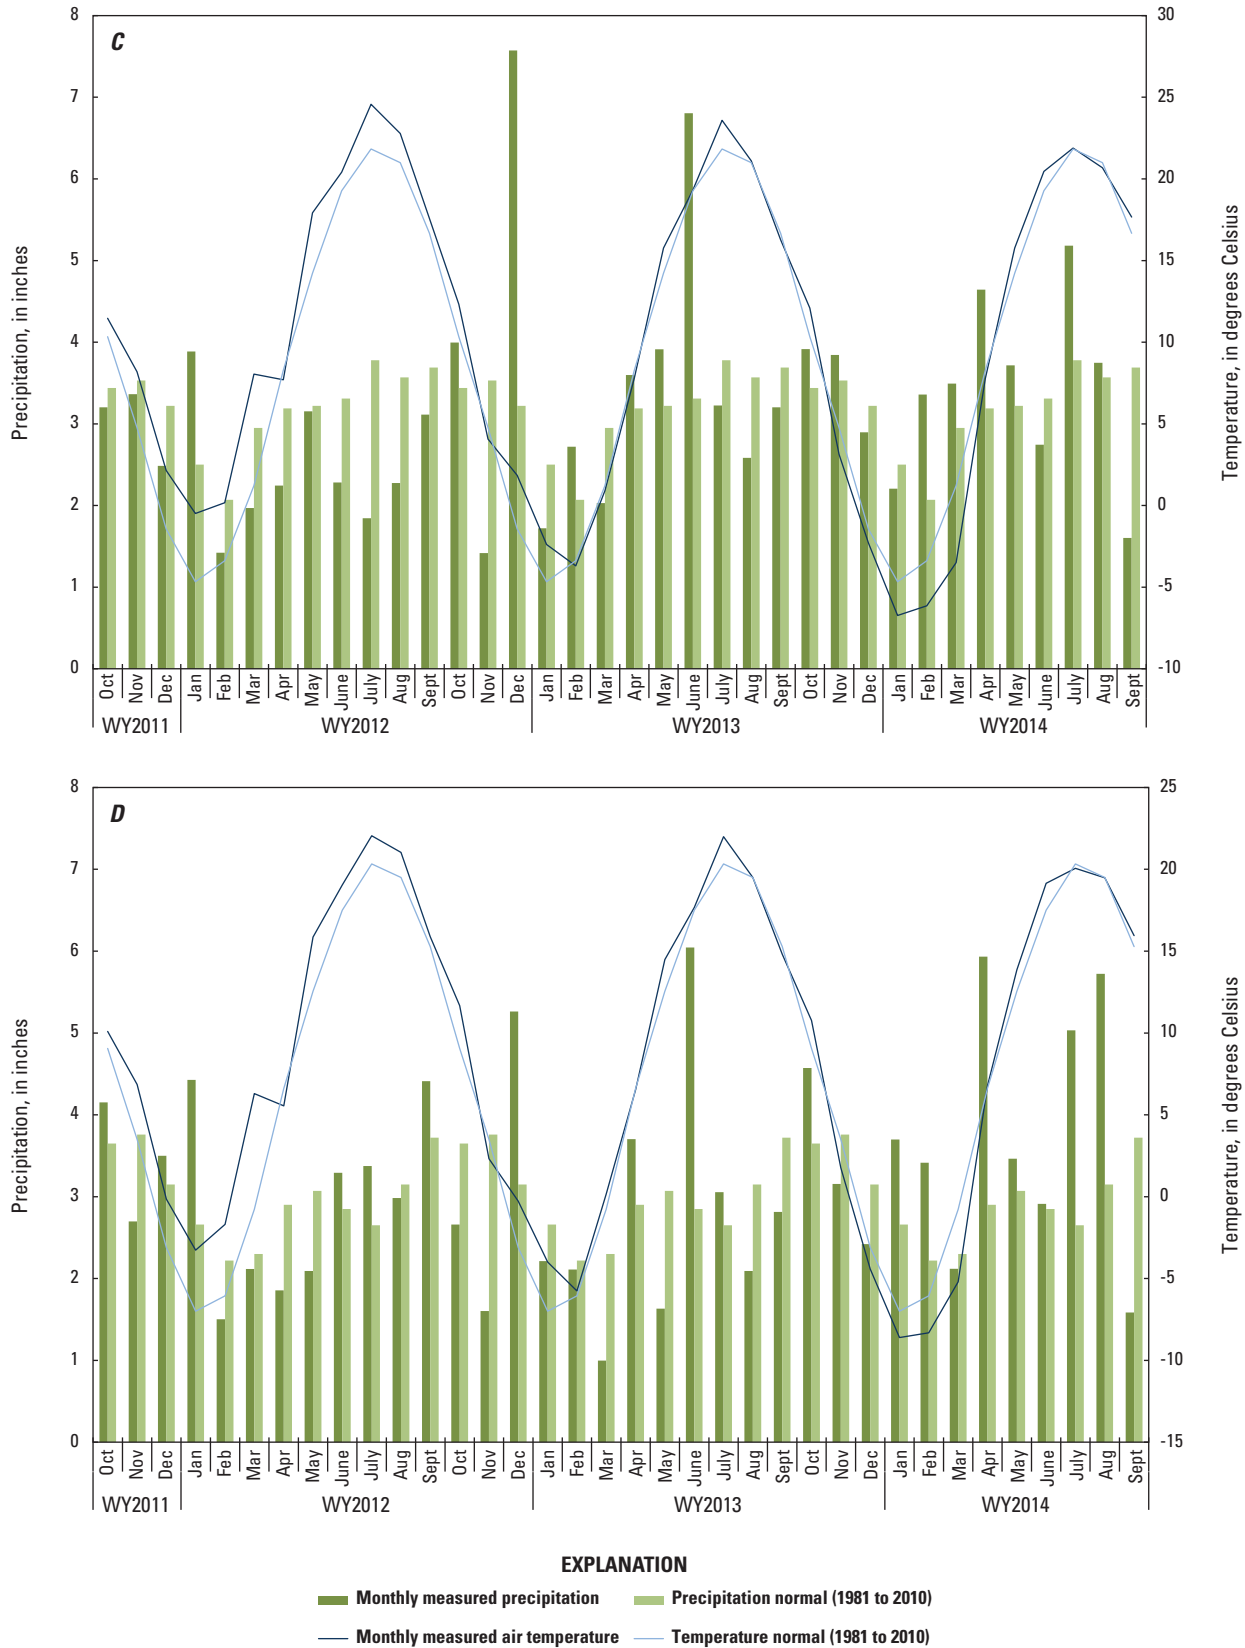 C
8
7
6
5
4
3
2
1
0
Precipitation, in inches
30
25
20
15
10
5
0
-5
-10
Temperature, in degrees Celsius
Oct Nov Dec Jan Feb Mar Apr May June July Aug Sept Oct Nov Dec Jan Feb Mar Apr May June July Aug Sept Oct Nov Dec Jan Feb Mar Apr May June July Aug Sept
WY2011 WY2012 WY2013 WY2014
D
8
7
6
5
4
3
2
1
0
Precipitation, in inches
25
20
15
10
5
0
-5
-10
-15
Temperature, in degrees Celsius
Oct Nov Dec Jan Feb Mar Apr May June July Aug Sept Oct Nov Dec Jan Feb Mar Apr May June July Aug Sept Oct Nov Dec Jan Feb Mar Apr May June July Aug Sept
WY2011 WY2012 WY2013 WY2014
EXPLANATION
Monthly measured precipitation Precipitation normal (1981 to 2010)
Monthly measured air temperature Temperature normal (1981 to 2010)